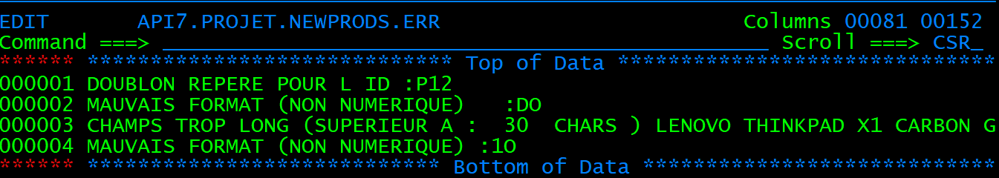 EDIT API7.PROJET.NEWPRODS.ERR Columns 00081 00152
Command ===> Scroll ===> CSR_
****** ***************************** Top of Data ******************************
000001 DOUBLON REPERE POUR L ID :P12
000002 MAUVAIS FORMAT (NON NUMERIQUE) :DO
000003 CHAMPS TROP LONG (SUPERIEUR A : 30 CHARS ) LENOVO THINKPAD X1 CARBON G
000004 MAUVAIS FORMAT (NON NUMERIQUE) :1O
****** **************************** Bottom of Data ****************************